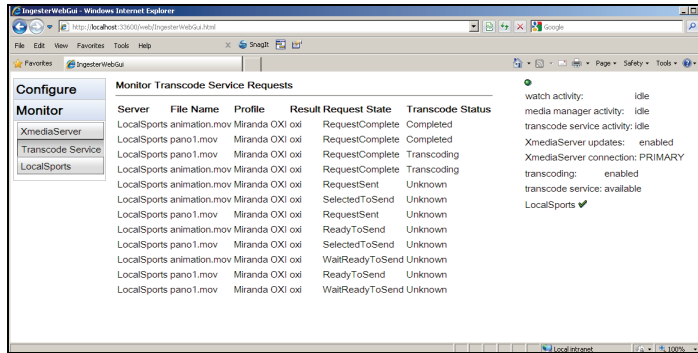 IngesterWebGui - Windows Internet Explorer
http://localhost:33600/web/IngesterWebGui.html
Google
File Edit View Favorites Tools Help
SnagIt
Favorites
IngesterWebGui
Page Safety Tools
Configure
Monitor
XmediaServer
Transcode Service
LocalSports
Monitor Transcode Service Requests
Server File Name Profile Result Request State Transcode Status
LocalSports animation.mov Miranda OXI oxi RequestComplete Completed
LocalSports pano1.mov Miranda OXI oxi RequestComplete Completed
LocalSports pano1.mov Miranda OXI oxi RequestComplete Transcoding
LocalSports animation.mov Miranda OXI oxi RequestComplete Transcoding
LocalSports animation.mov Miranda OXI oxi RequestSent Unknown
LocalSports pano1.mov Miranda OXI oxi SelectedToSend Unknown
LocalSports pano1.mov Miranda OXI oxi RequestSent Unknown
LocalSports animation.mov Miranda OXI oxi ReadyToSend Unknown
LocalSports pano1.mov Miranda OXI oxi SelectedToSend Unknown
LocalSports animation.mov Miranda OXI oxi WaitReadyToSend Unknown
LocalSports pano1.mov Miranda OXI oxi ReadyToSend Unknown
LocalSports pano1.mov Miranda OXI oxi WaitReadyToSend Unknown
watch activity: idle
media manager activity: idle
transcode service activity: idle
XmediaServer updates: enabled
XmediaServer connection: PRIMARY
transcoding: enabled
transcode service: available
LocalSports ✔
Local intranet
100%